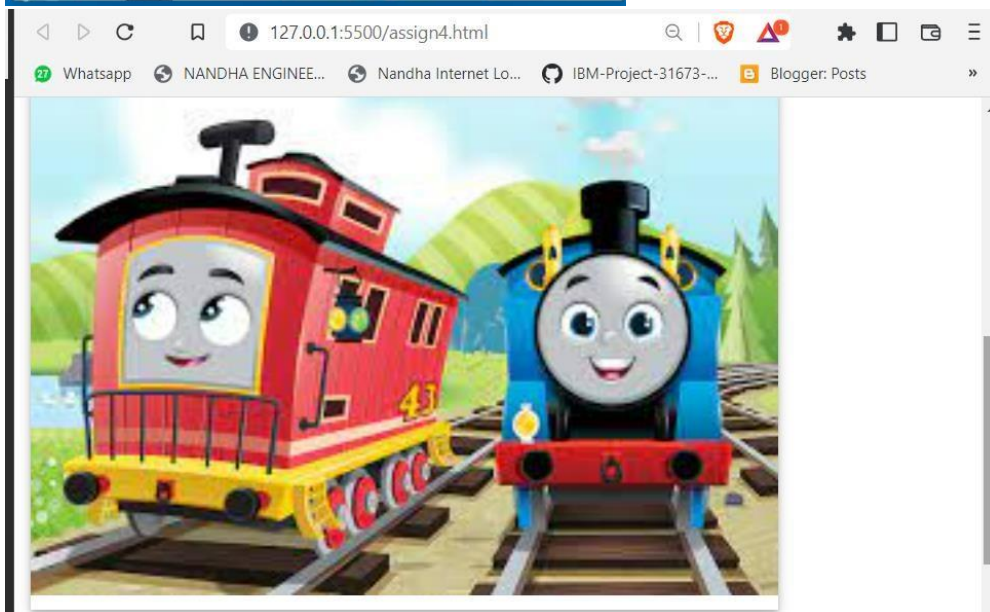 127.0.0.1:5500/assign4.html
1
27 Whatsapp NANDHA ENGINEE... Nandha Internet Lo... IBM-Project-31673-... Blogger: Posts »
43